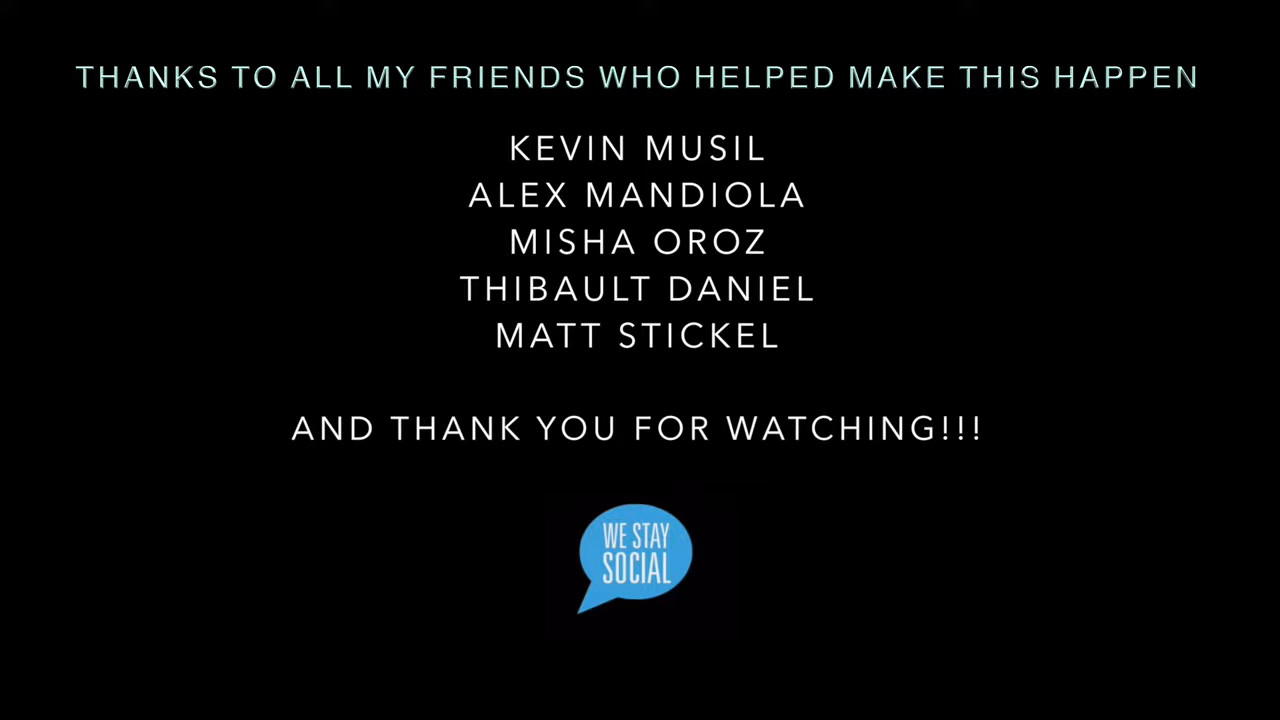 THANKS TO ALL MY FRIENDS WHO HELPED MAKE THIS HAPPEN
KEVIN MUSIL
ALEX MANDIOLA
MISHA OROZ
THIBAULT DANIEL
MATT STICKEL
AND THANK YOU FOR WATCHING!!!
WE STAY
SOCIAL